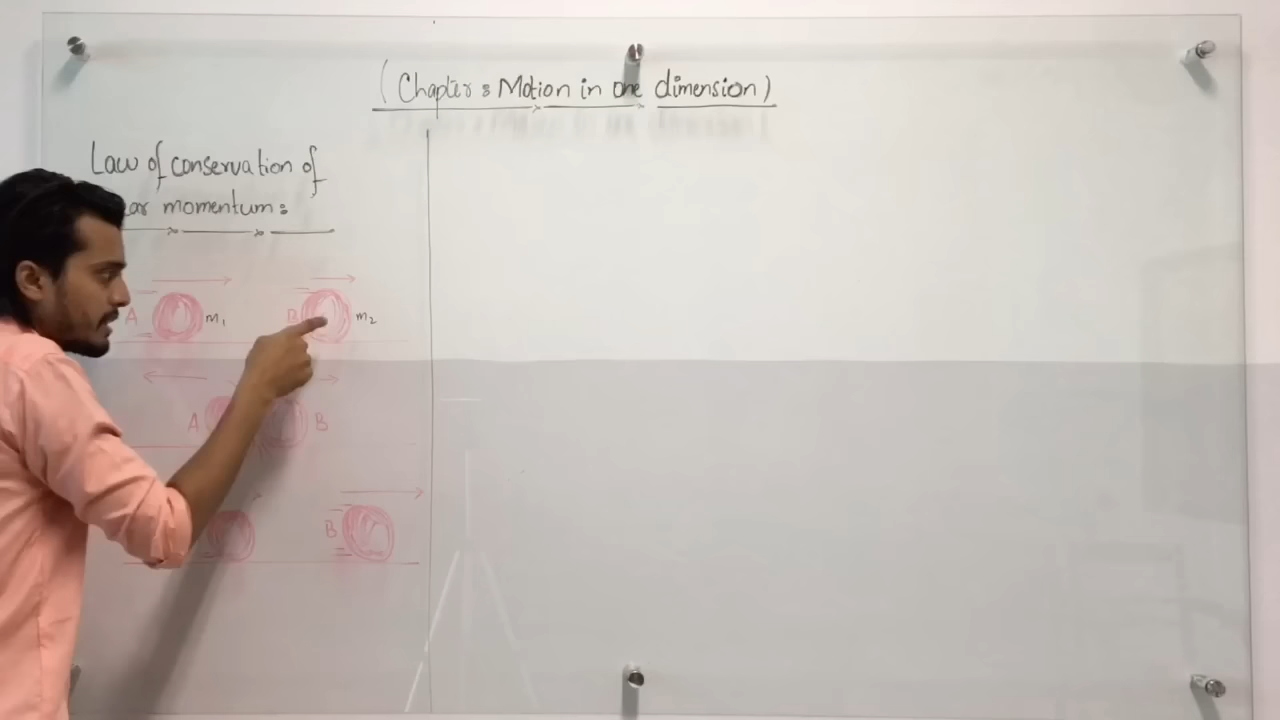 (Chapter : Motion in one dimension)
Law of conservation of
momentum :
A m₁ B m₂
A B
B